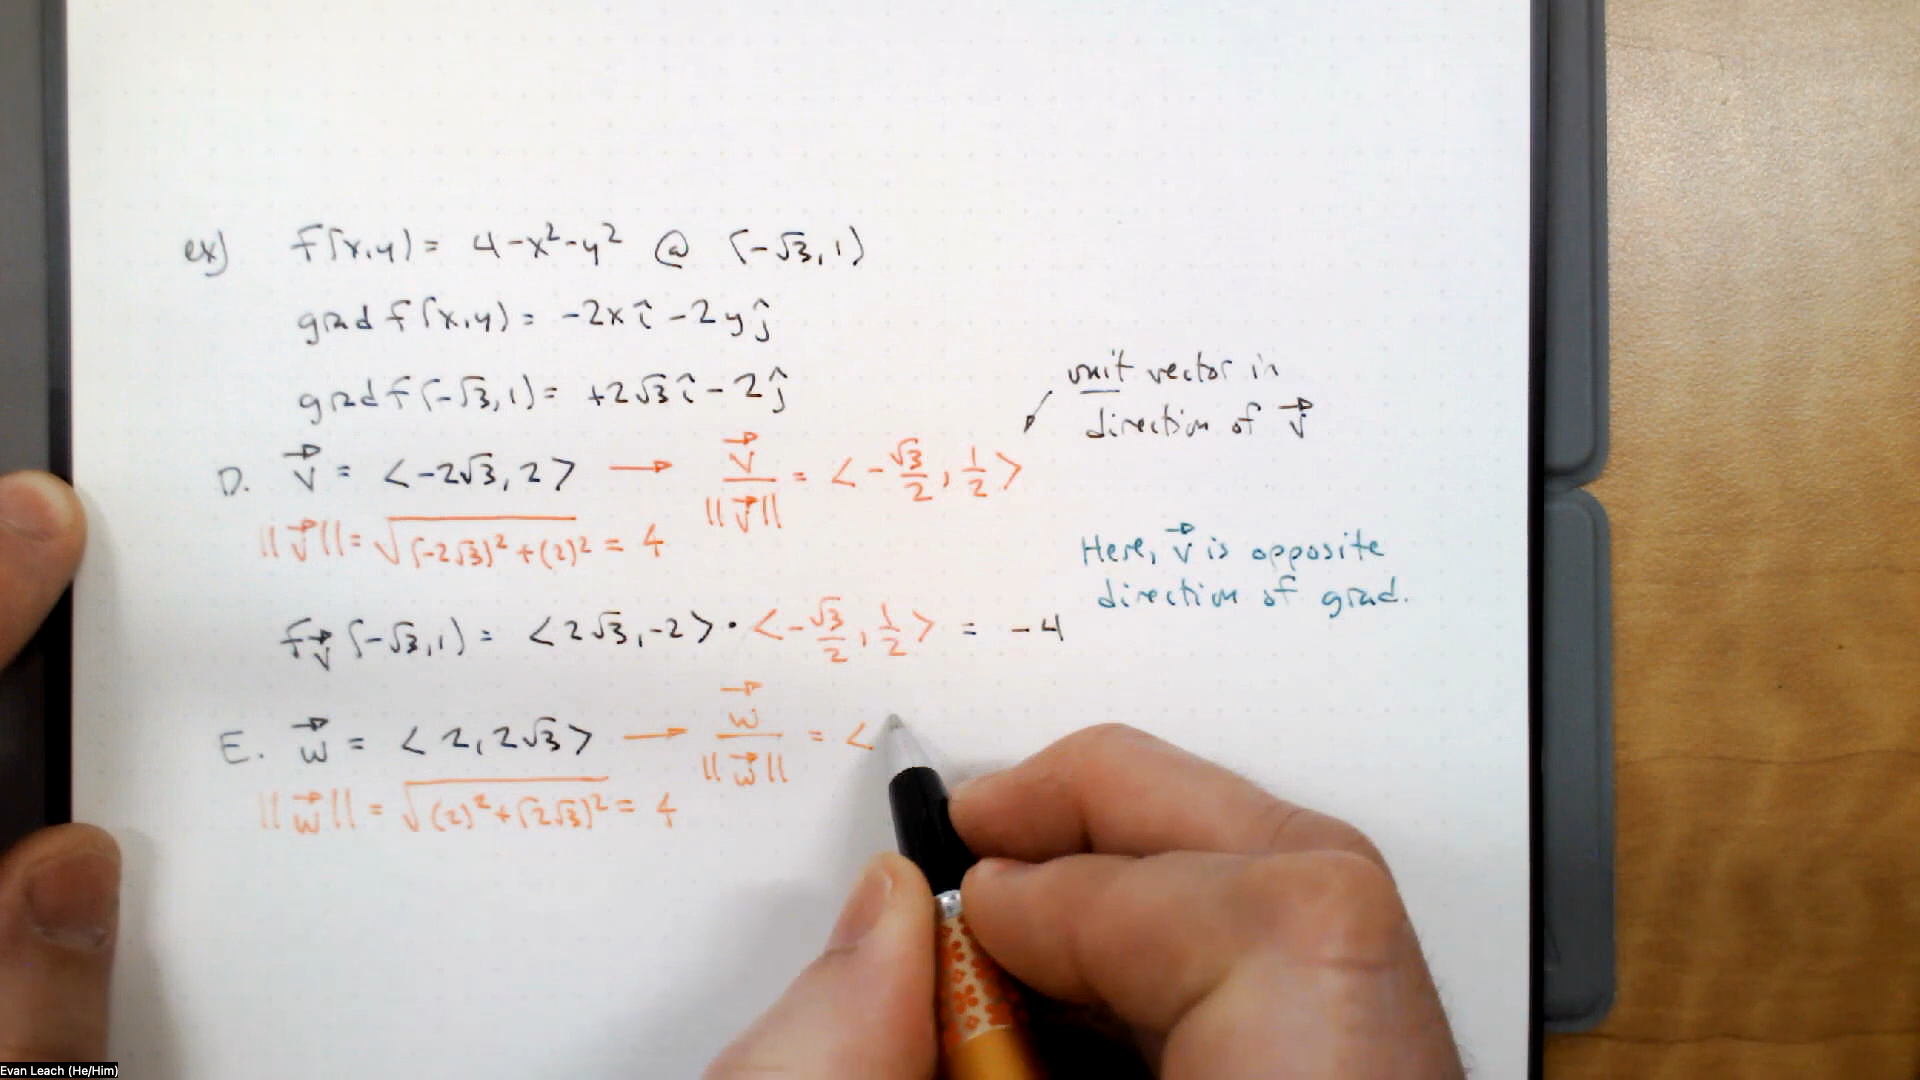 ex) f(x,y) = 4-x²-y² @ (-√3, 1)
grad f(x,y) = -2x î - 2y ĵ
grad f(-√3, 1) = +2√3 î - 2 ĵ
unit vector in
direction of v⃗
D. v⃗ = <-2√3, 2> → v⃗/||v⃗|| = <-√3/2, 1/2>
||v⃗|| = √((-2√3)² + (2)²) = 4
Here, v⃗ is opposite
direction of grad.
f_v⃗ (-√3, 1) = <2√3, -2> · <-√3/2, 1/2> = -4
E. w⃗ = <2, 2√3> → w⃗/||w⃗|| = <
||w⃗|| = √((2)² + (2√3)²) = 4
Evan Leach (He/Him)